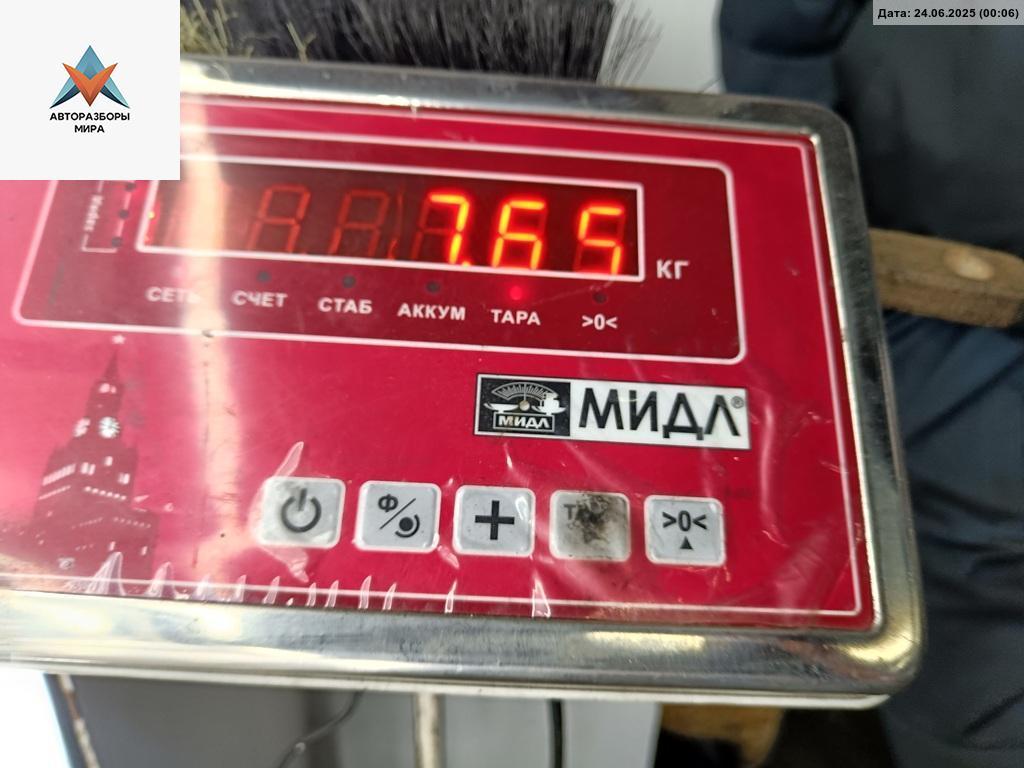 Дата: 24.06.2025 (00:06)
АВТОРАЗБОРЫ
МИРА
7.65
КГ
СЕТЬ СЧЕТ СТАБ АККУМ ТАРА >0<
МИДЛ МИДЛ®
Ф
>0<